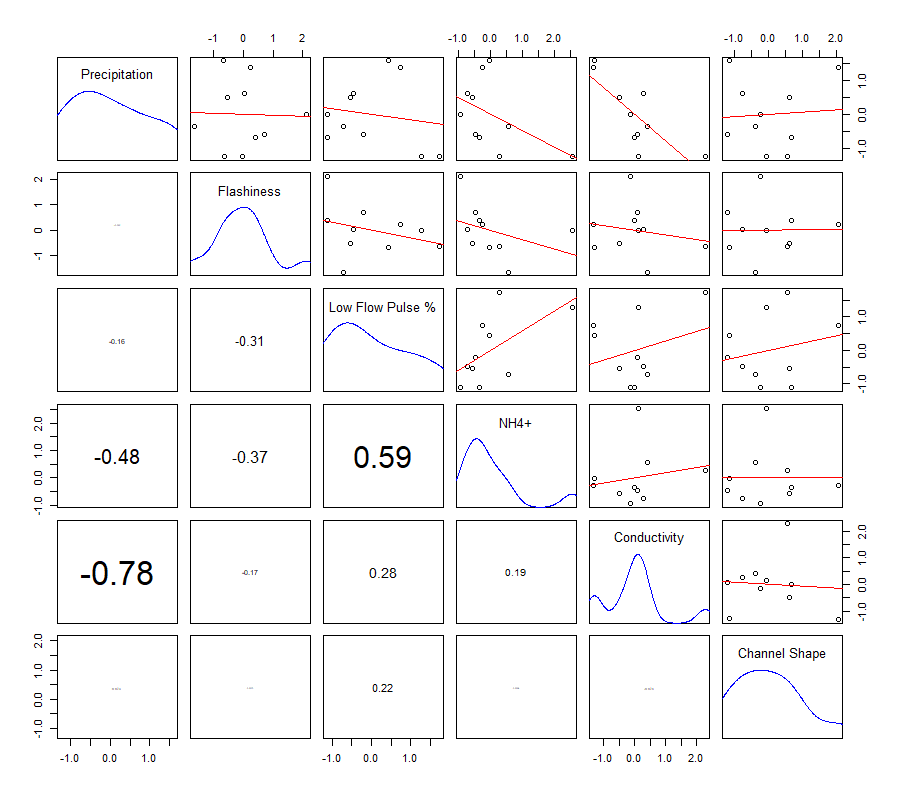 -1 0 1 2 -1.0 0.0 1.0 2.0 -1.0 0.0 1.0 2.0
Precipitation
-1.0 0.0 1.0
Flashiness
-1 0 1 2
-0.16 -0.31 Low Flow Pulse %
-1.0 0.0 1.0
-0.48 -0.37 0.59 NH4+
-1.0 0.0 1.0 2.0
-0.78 -0.17 0.28 0.19 Conductivity
-1.0 0.0 1.0 2.0
0.22 Channel Shape
-1.0 0.0 1.0 2.0
-1.0 0.0 1.0 -1.0 0.0 1.0 -1.0 0.0 1.0 2.0